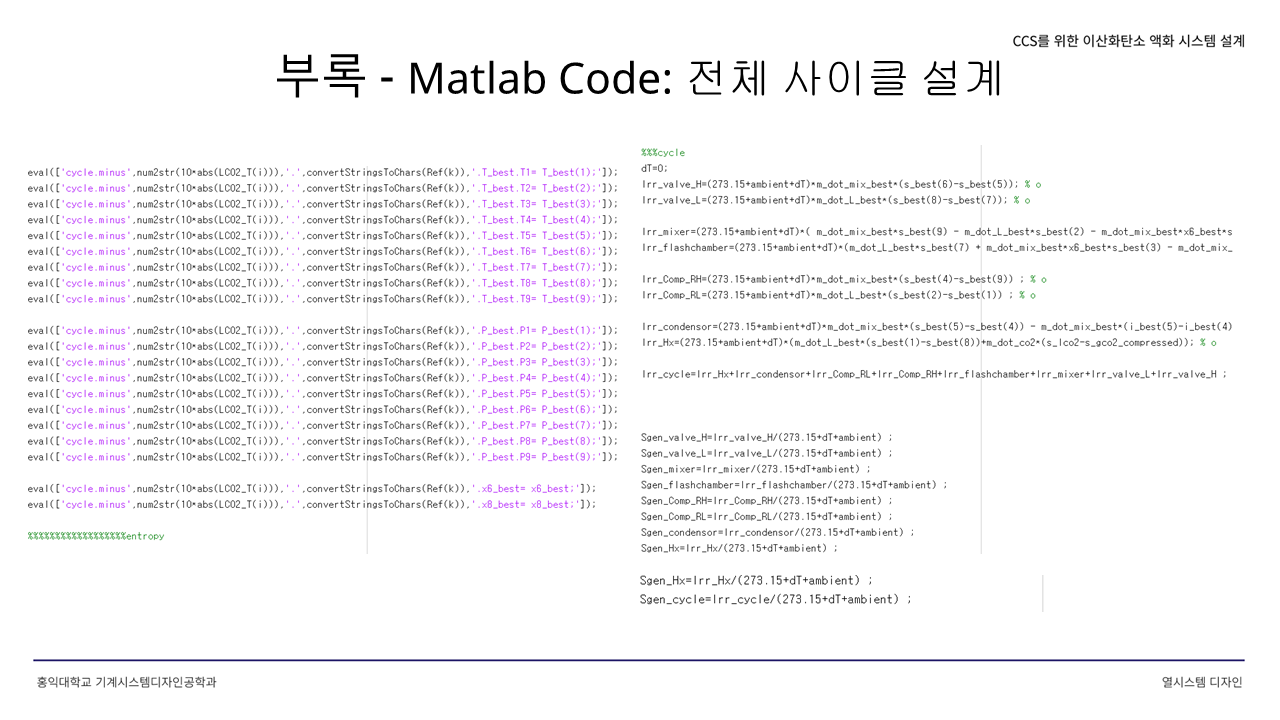 CCS를 위한 이산화탄소 액화 시스템 설계
부록 - Matlab Code: 전체 사이클 설계
eval(['cycle.minus',num2str(10*abs(LCO2_T(i))),'.',convertStringsToChars(Ref(k)),'.T_best.T1= T_best(1);']);
eval(['cycle.minus',num2str(10*abs(LCO2_T(i))),'.',convertStringsToChars(Ref(k)),'.T_best.T2= T_best(2);']);
eval(['cycle.minus',num2str(10*abs(LCO2_T(i))),'.',convertStringsToChars(Ref(k)),'.T_best.T3= T_best(3);']);
eval(['cycle.minus',num2str(10*abs(LCO2_T(i))),'.',convertStringsToChars(Ref(k)),'.T_best.T4= T_best(4);']);
eval(['cycle.minus',num2str(10*abs(LCO2_T(i))),'.',convertStringsToChars(Ref(k)),'.T_best.T5= T_best(5);']);
eval(['cycle.minus',num2str(10*abs(LCO2_T(i))),'.',convertStringsToChars(Ref(k)),'.T_best.T6= T_best(6);']);
eval(['cycle.minus',num2str(10*abs(LCO2_T(i))),'.',convertStringsToChars(Ref(k)),'.T_best.T7= T_best(7);']);
eval(['cycle.minus',num2str(10*abs(LCO2_T(i))),'.',convertStringsToChars(Ref(k)),'.T_best.T8= T_best(8);']);
eval(['cycle.minus',num2str(10*abs(LCO2_T(i))),'.',convertStringsToChars(Ref(k)),'.T_best.T9= T_best(9);']);
eval(['cycle.minus',num2str(10*abs(LCO2_T(i))),'.',convertStringsToChars(Ref(k)),'.P_best.P1= P_best(1);']);
eval(['cycle.minus',num2str(10*abs(LCO2_T(i))),'.',convertStringsToChars(Ref(k)),'.P_best.P2= P_best(2);']);
eval(['cycle.minus',num2str(10*abs(LCO2_T(i))),'.',convertStringsToChars(Ref(k)),'.P_best.P3= P_best(3);']);
eval(['cycle.minus',num2str(10*abs(LCO2_T(i))),'.',convertStringsToChars(Ref(k)),'.P_best.P4= P_best(4);']);
eval(['cycle.minus',num2str(10*abs(LCO2_T(i))),'.',convertStringsToChars(Ref(k)),'.P_best.P5= P_best(5);']);
eval(['cycle.minus',num2str(10*abs(LCO2_T(i))),'.',convertStringsToChars(Ref(k)),'.P_best.P6= P_best(6);']);
eval(['cycle.minus',num2str(10*abs(LCO2_T(i))),'.',convertStringsToChars(Ref(k)),'.P_best.P7= P_best(7);']);
eval(['cycle.minus',num2str(10*abs(LCO2_T(i))),'.',convertStringsToChars(Ref(k)),'.P_best.P8= P_best(8);']);
eval(['cycle.minus',num2str(10*abs(LCO2_T(i))),'.',convertStringsToChars(Ref(k)),'.P_best.P9= P_best(9);']);
eval(['cycle.minus',num2str(10*abs(LCO2_T(i))),'.',convertStringsToChars(Ref(k)),'.x6_best= x6_best;']);
eval(['cycle.minus',num2str(10*abs(LCO2_T(i))),'.',convertStringsToChars(Ref(k)),'.x8_best= x8_best;']);
%%%%%%%%%%%%%%%%%%entropy
%%%cycle
dT=0;
Irr_valve_H=(273.15+ambient+dT)*m_dot_mix_best*(s_best(6)-s_best(5)); % o
Irr_valve_L=(273.15+ambient+dT)*m_dot_L_best*(s_best(8)-s_best(7)); % o
Irr_mixer=(273.15+ambient+dT)*( m_dot_mix_best*s_best(9) - m_dot_L_best*s_best(2) - m_dot_mix_best*x6_best*s
Irr_flashchamber=(273.15+ambient+dT)*(m_dot_L_best*s_best(7) + m_dot_mix_best*x6_best*s_best(3) - m_dot_mix_
Irr_Comp_RH=(273.15+ambient+dT)*m_dot_mix_best*(s_best(4)-s_best(9)) ; % o
Irr_Comp_RL=(273.15+ambient+dT)*m_dot_L_best*(s_best(2)-s_best(1)) ; % o
Irr_condensor=(273.15+ambient+dT)*m_dot_mix_best*(s_best(5)-s_best(4)) - m_dot_mix_best*(i_best(5)-i_best(4)
Irr_Hx=(273.15+ambient+dT)*(m_dot_L_best*(s_best(1)-s_best(8))+m_dot_co2*(s_lco2-s_gco2_compressed)); % o
Irr_cycle=Irr_Hx+Irr_condensor+Irr_Comp_RL+Irr_Comp_RH+Irr_flashchamber+Irr_mixer+Irr_valve_L+Irr_valve_H ;
Sgen_valve_H=Irr_valve_H/(273.15+dT+ambient) ;
Sgen_valve_L=Irr_valve_L/(273.15+dT+ambient) ;
Sgen_mixer=Irr_mixer/(273.15+dT+ambient) ;
Sgen_flashchamber=Irr_flashchamber/(273.15+dT+ambient) ;
Sgen_Comp_RH=Irr_Comp_RH/(273.15+dT+ambient) ;
Sgen_Comp_RL=Irr_Comp_RL/(273.15+dT+ambient) ;
Sgen_condensor=Irr_condensor/(273.15+dT+ambient) ;
Sgen_Hx=Irr_Hx/(273.15+dT+ambient) ;
Sgen_Hx=Irr_Hx/(273.15+dT+ambient) ;
Sgen_cycle=Irr_cycle/(273.15+dT+ambient) ;
홍익대학교 기계시스템디자인공학과
열시스템 디자인